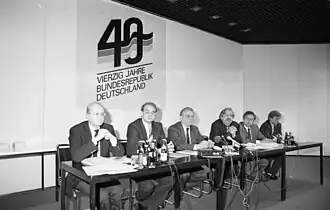 40
VIERZIG JAHRE
BUNDESREPUBLIK
DEUTSCHLAND